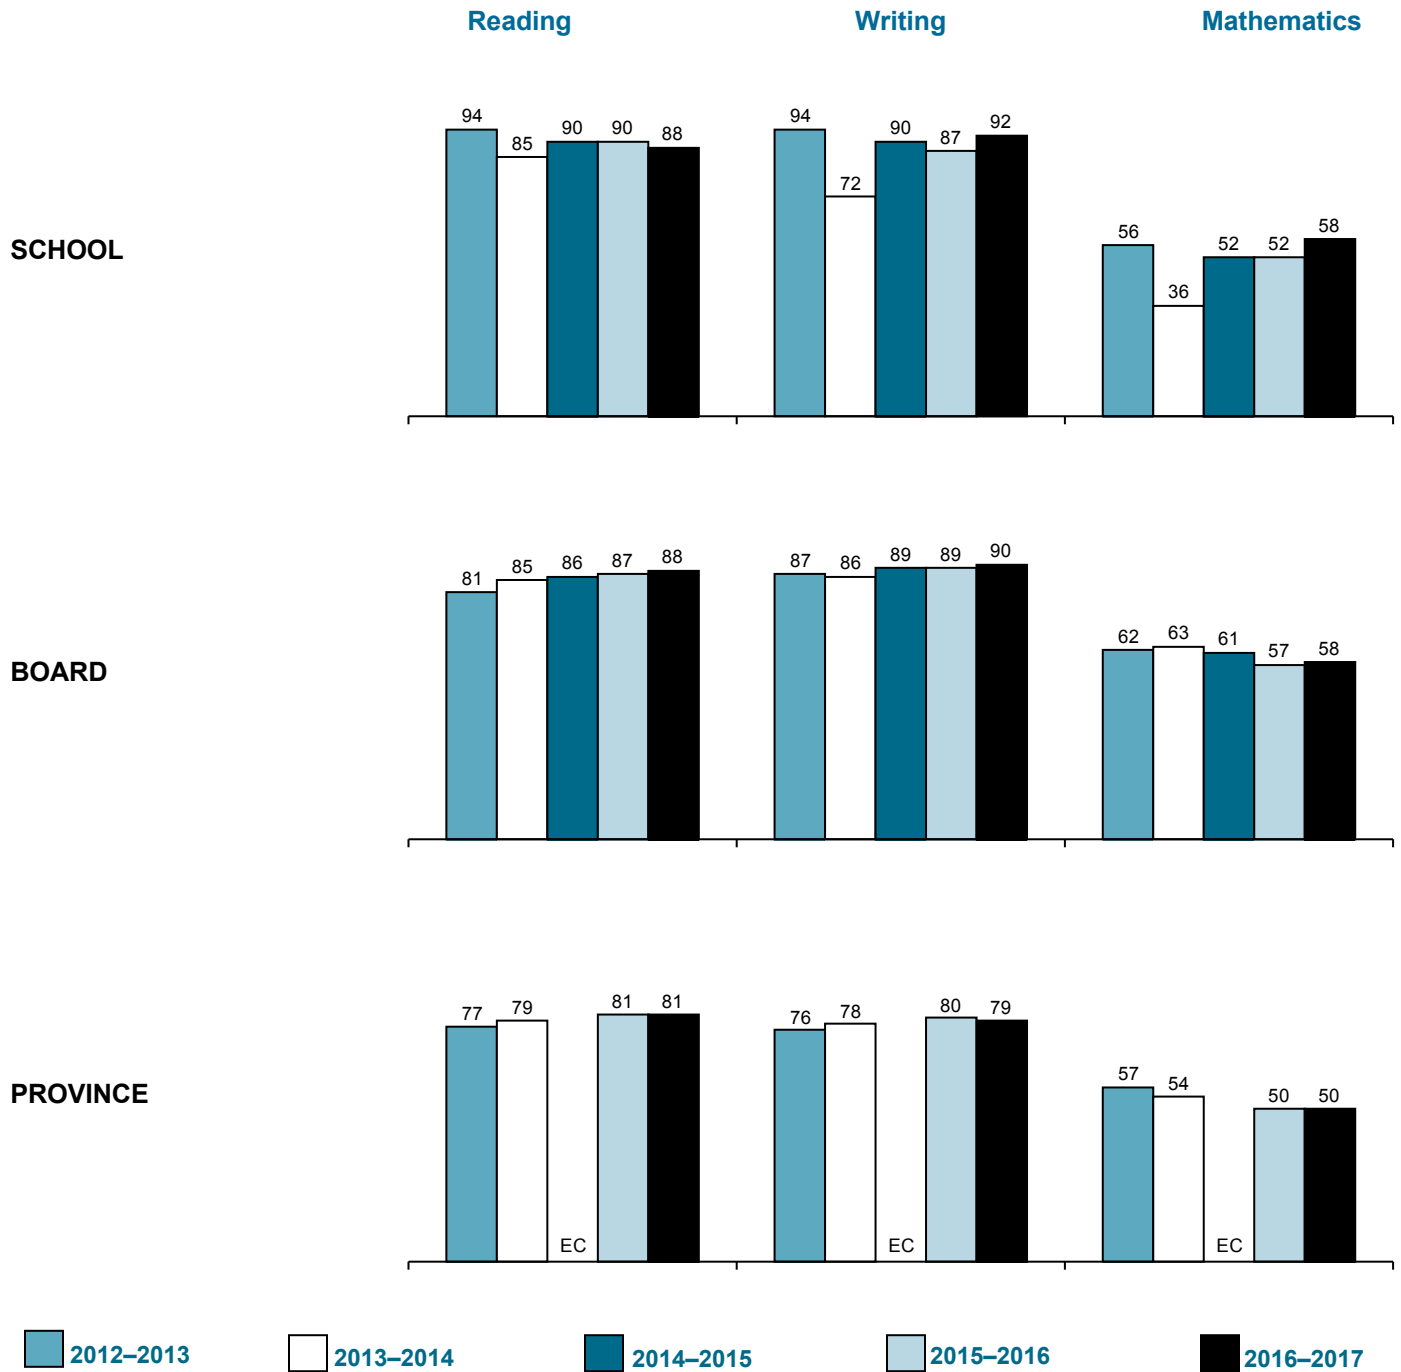 Reading Writing Mathematics
SCHOOL
94 85 90 90 88 94 72 90 87 92 56 36 52 52 58
BOARD
81 85 86 87 88 87 86 89 89 90 62 63 61 57 58
PROVINCE
77 79 EC 81 81 76 78 EC 80 79 57 54 EC 50 50
2012–2013 2013–2014 2014–2015 2015–2016 2016–2017